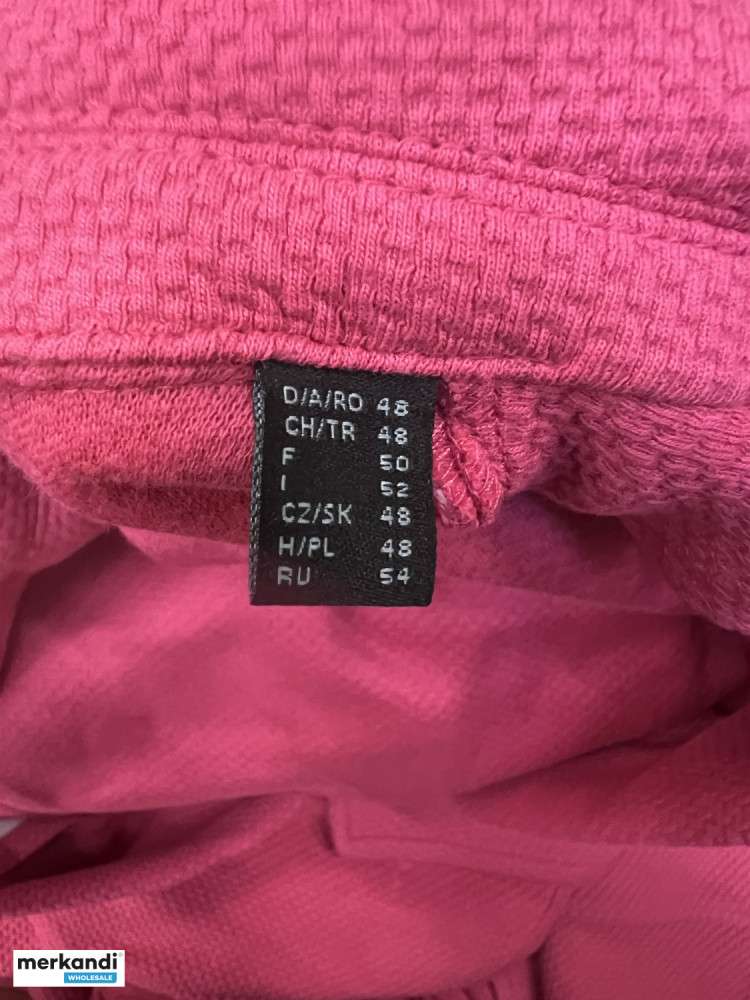 D/A/RO 48
CH/TR 48
F 50
I 52
CZ/SK 48
H/PL 48
RU 54
merkandi
WHOLESALE